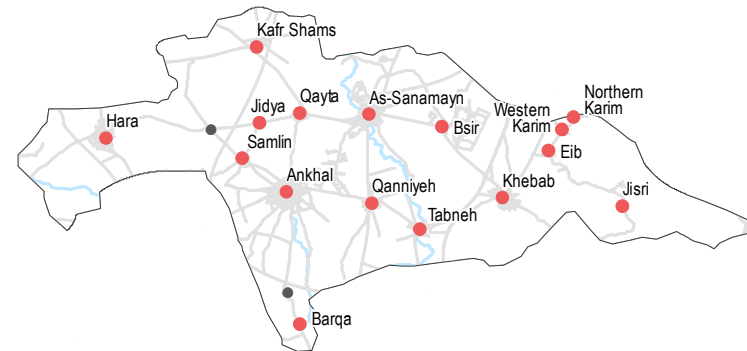 Kafr Shams
Northern
Karim
Western
Karim
Hara
Jidya
Qayta
As-Sanamayn
Bsir
Eib
Samlin
Ankhal
Qanniyeh
Khebab
Jisri
Tabneh
Barqa